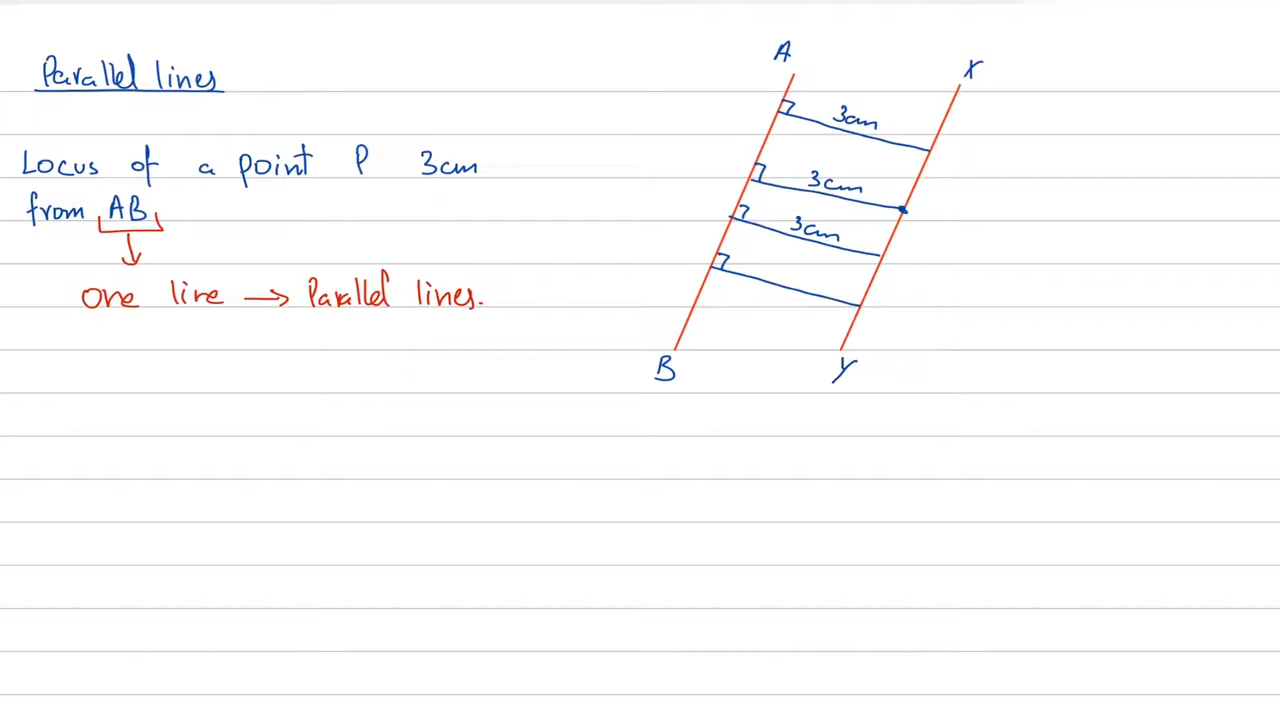 Parallel lines
Locus of a point P 3cm
from AB
one line → Parallel lines.
A
X
3cm
3cm
3cm
B
Y